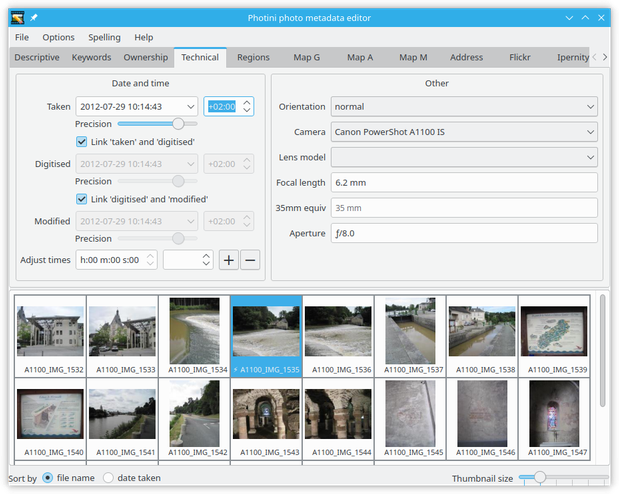 Photini photo metadata editor
File Options Spelling Help
Descriptive Keywords Ownership Technical Regions Map G Map A Map M Address Flickr Ipernity
Date and time
Taken 2012-07-29 10:14:43 +02:00
Precision
Link 'taken' and 'digitised'
Digitised 2012-07-29 10:14:43 +02:00
Precision
Link 'digitised' and 'modified'
Modified 2012-07-29 10:14:43 +02:00
Precision
Adjust times h:00 m:00 s:00
Other
Orientation normal
Camera Canon PowerShot A1100 IS
Lens model
Focal length 6.2 mm
35mm equiv 35 mm
Aperture ƒ/8.0
A1100_IMG_1532 A1100_IMG_1533 A1100_IMG_1534 A1100_IMG_1535 A1100_IMG_1536 A1100_IMG_1537 A1100_IMG_1538 A1100_IMG_1539
A1100_IMG_1540 A1100_IMG_1541 A1100_IMG_1542 A1100_IMG_1543 A1100_IMG_1544 A1100_IMG_1545 A1100_IMG_1546 A1100_IMG_1547
Sort by file name date taken Thumbnail size